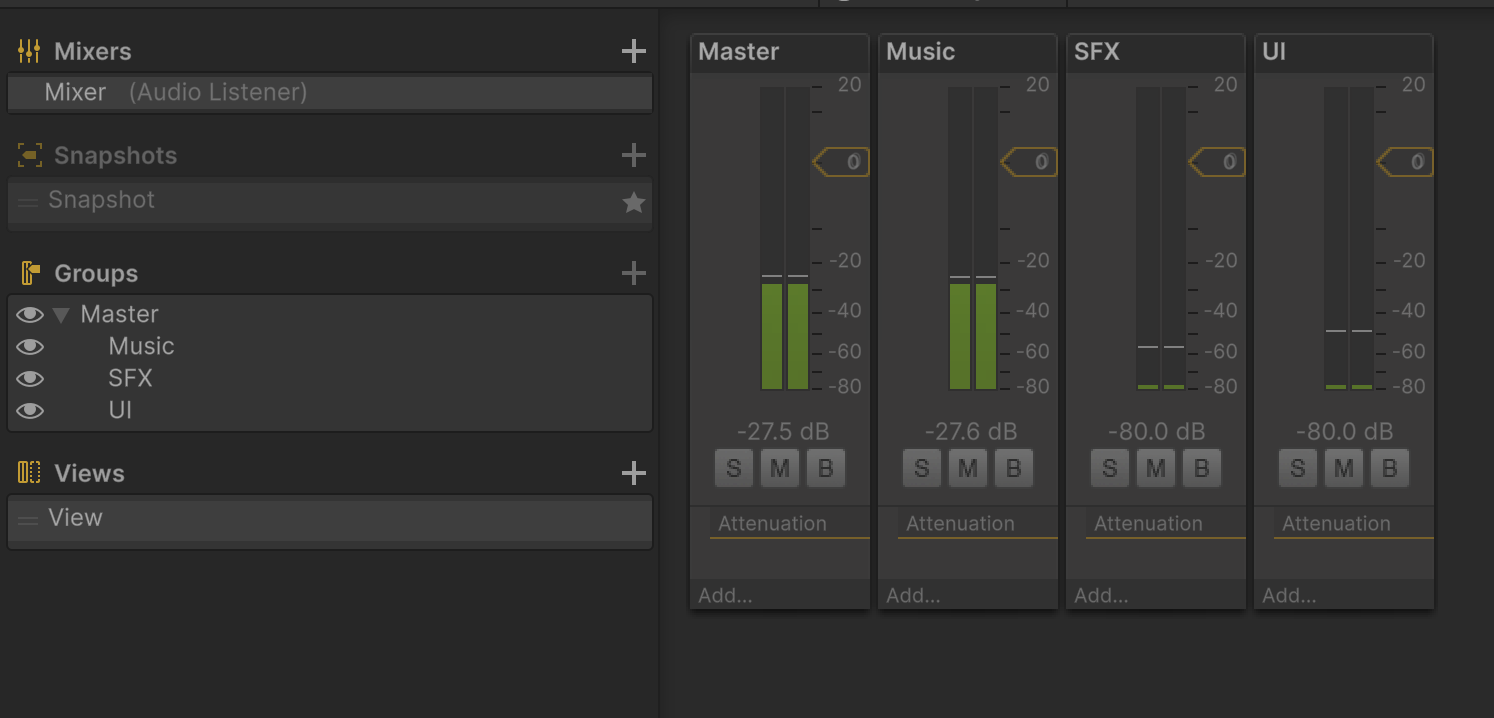 Mixers
Mixer (Audio Listener)
Snapshots
Snapshot
Groups
Master
Music
SFX
UI
Views
View
Master
20
0
-20
-40
-60
-80
-27.5 dB
S M B
Attenuation
Add...
Music
20
0
-20
-40
-60
-80
-27.6 dB
S M B
Attenuation
Add...
SFX
20
0
-20
-40
-60
-80
-80.0 dB
S M B
Attenuation
Add...
UI
20
0
-20
-40
-60
-80
-80.0 dB
S M B
Attenuation
Add...